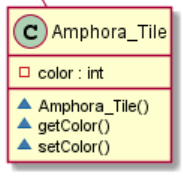 C Amphora_Tile
color : int
Amphora_Tile()
getColor()
setColor()